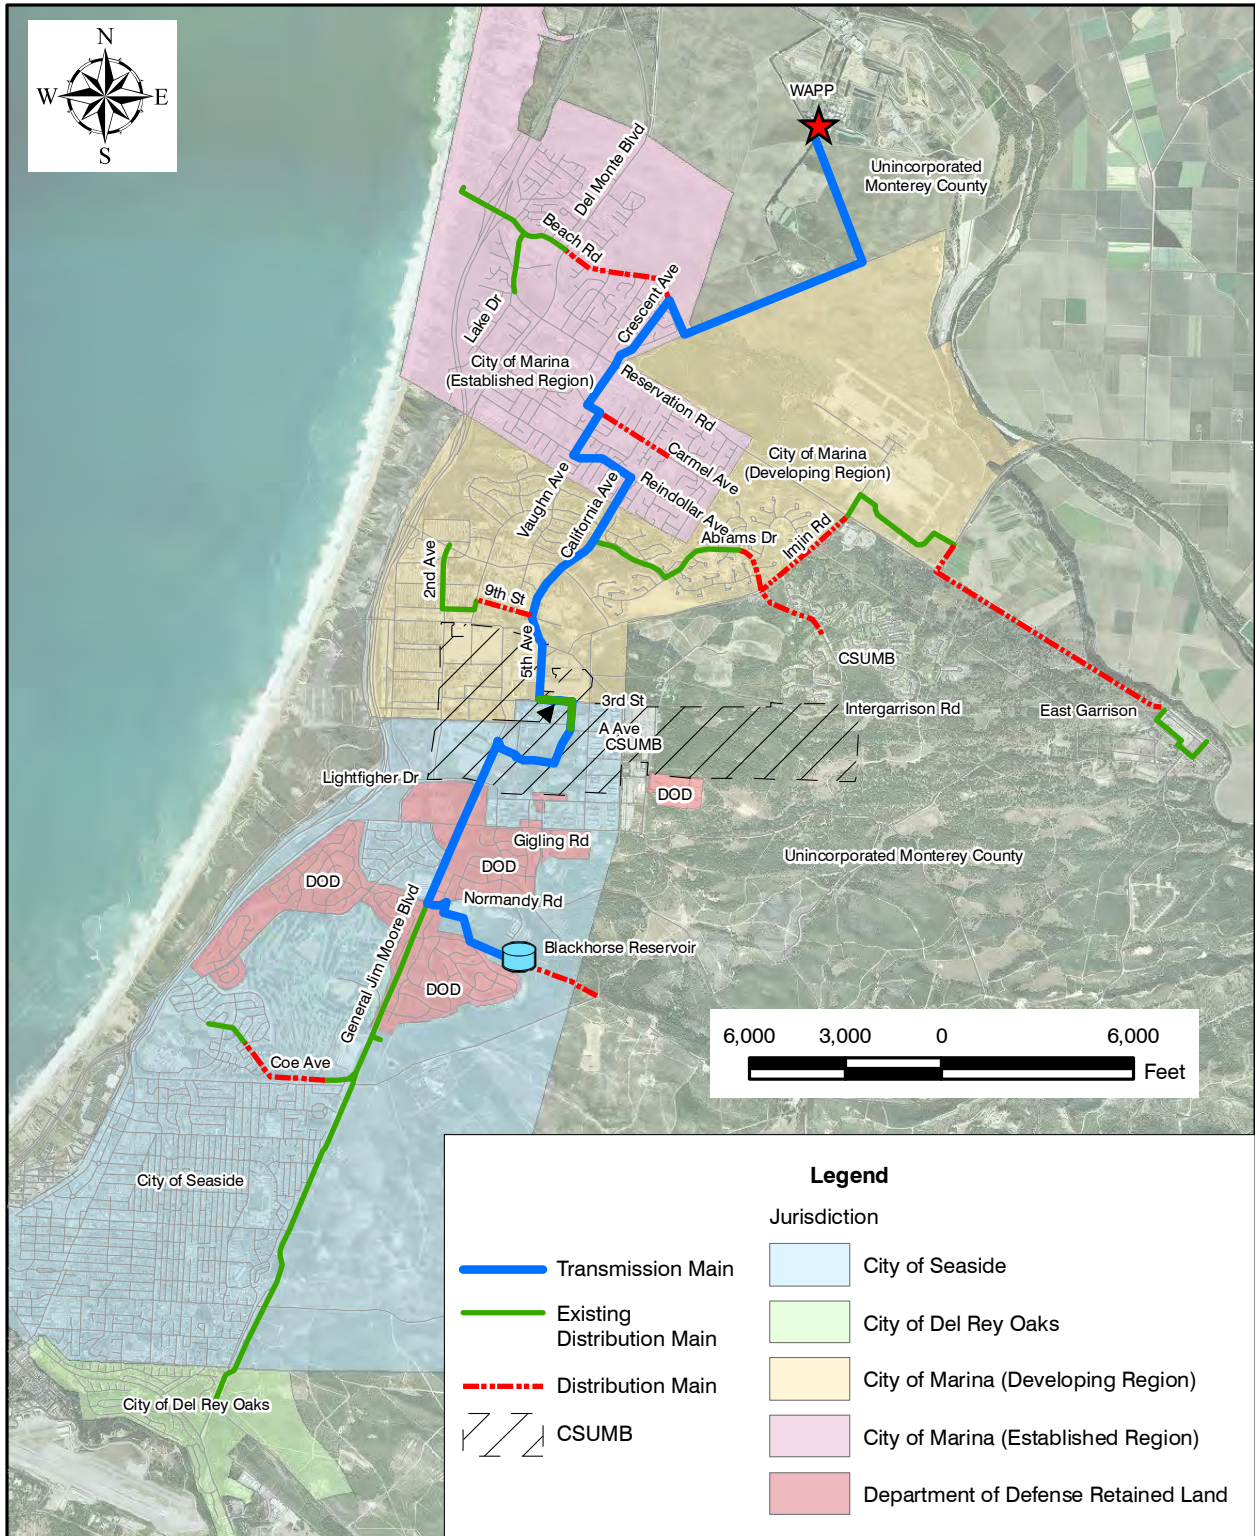 N
W
E
S
WAPP
Unincorporated
Monterey County
Del Monte Blvd
Beach Rd
Crescent Ave
Lake Dr
City of Marina
(Established Region)
Reservation Rd
Carmel Ave
City of Marina
(Developing Region)
Vaughn Ave
California Ave
Reindollar Ave
Abrams Dr
Imjin Rd
2nd Ave
9th St
5th Ave
CSUMB
3rd St
A Ave
CSUMB
Intergarrison Rd
East Garrison
Lightfigher Dr
DOD
Gigling Rd
DOD
DOD
Unincorporated Monterey County
Normandy Rd
General Jim Moore Blvd
Blackhorse Reservoir
DOD
Coe Ave
6,000
3,000
0
6,000
Feet
City of Seaside
City of Del Rey Oaks
Legend
Jurisdiction
Transmission Main
Existing
Distribution Main
Distribution Main
CSUMB
City of Seaside
City of Del Rey Oaks
City of Marina (Developing Region)
City of Marina (Established Region)
Department of Defense Retained Land